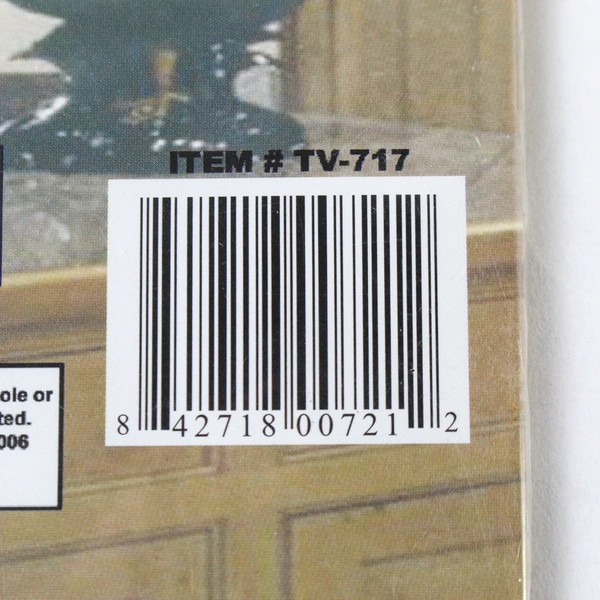 ITEM # TV-717
8 42718 00721 2
ole or
ted.
006